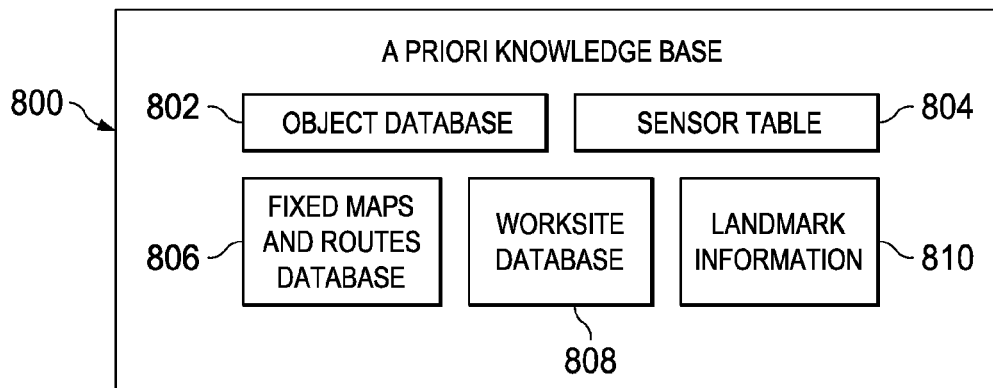 A PRIORI KNOWLEDGE BASE
800
802
OBJECT DATABASE
SENSOR TABLE
804
806
FIXED MAPS
AND ROUTES
DATABASE
WORKSITE
DATABASE
LANDMARK
INFORMATION
810
808